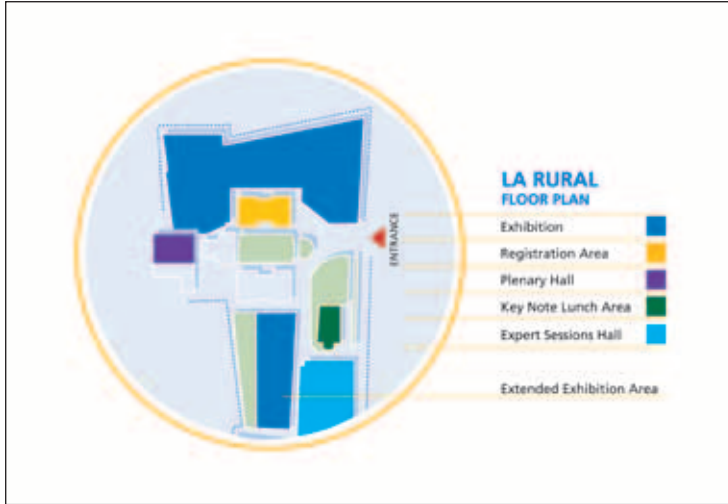 LA RURAL
FLOOR PLAN
ENTRANCE
Exhibition
Registration Area
Plenary Hall
Key Note Lunch Area
Expert Sessions Hall
Extended Exhibition Area